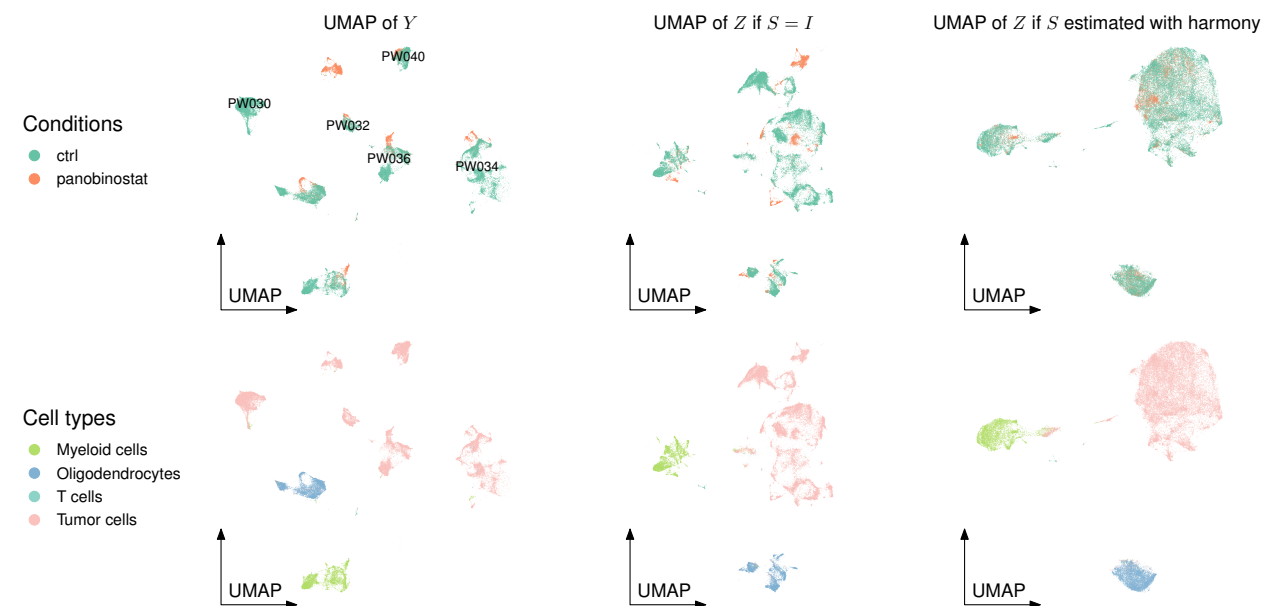 UMAP of Y
UMAP of Z if S = I
UMAP of Z if S estimated with harmony
Conditions
ctrl
panobinostat
PW040
PW030
PW032
PW036
PW034
UMAP
UMAP
UMAP
Cell types
Myeloid cells
Oligodendrocytes
T cells
Tumor cells
UMAP
UMAP
UMAP